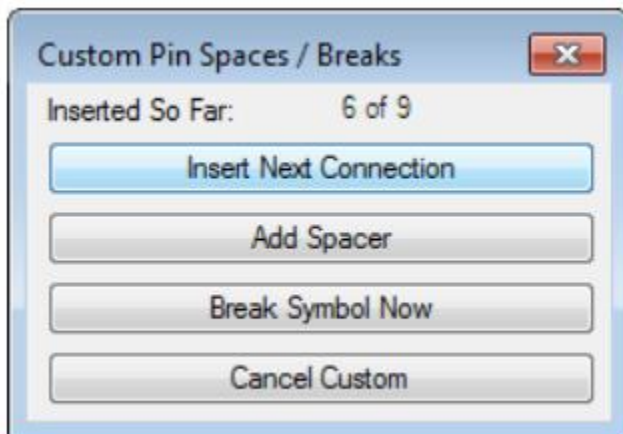 Custom Pin Spaces / Breaks
Inserted So Far: 6 of 9
Insert Next Connection
Add Spacer
Break Symbol Now
Cancel Custom